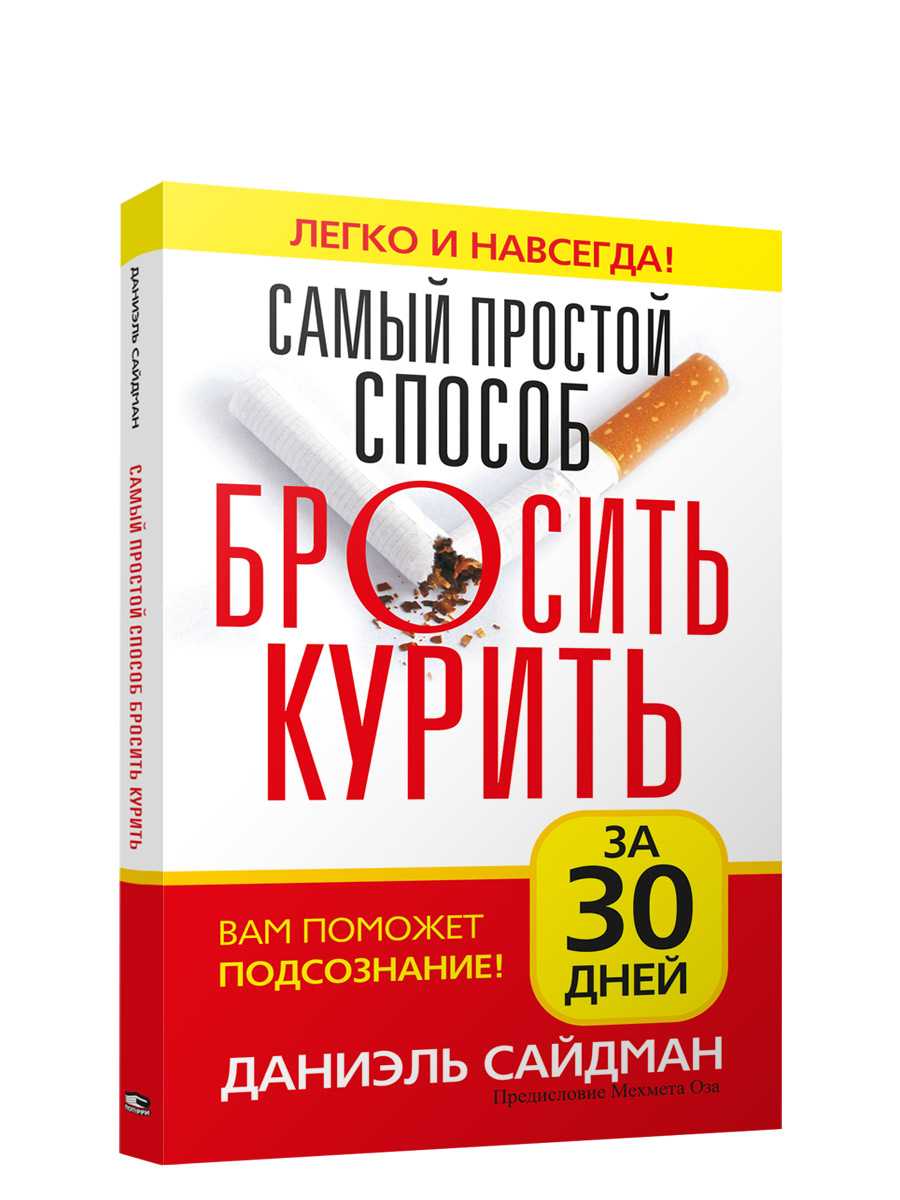 ЛЕГКО И НАВСЕГДА!
САМЫЙ ПРОСТОЙ
СПОСОБ
БРОСИТЬ
КУРИТЬ
ЗА
30
ДНЕЙ
ВАМ ПОМОЖЕТ
ПОДСОЗНАНИЕ!
ДАНИЭЛЬ САЙДМАН
Предисловие Мехмета Оза
ДАНИЭЛЬ САЙДМАН
САМЫЙ ПРОСТОЙ СПОСОБ БРОСИТЬ КУРИТЬ
ПОПУРРИ